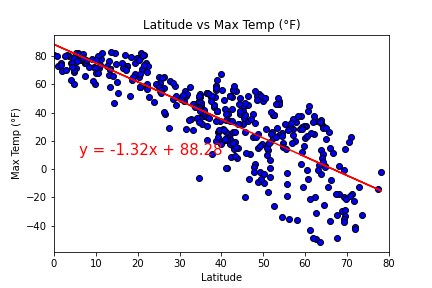 Latitude vs Max Temp (°F)
Max Temp (°F)
80
60
40
20
0
−20
−40
y = -1.32x + 88.28
0 10 20 30 40 50 60 70 80
Latitude